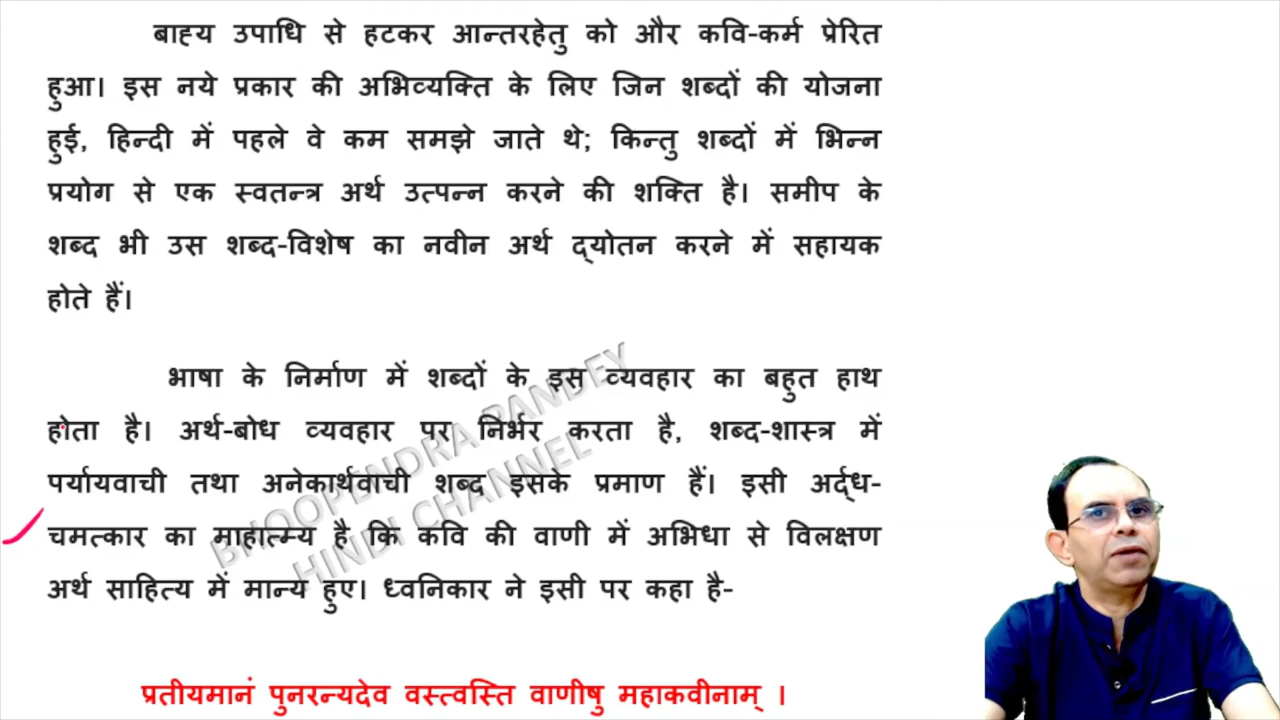 बाह्य उपाधि से हटकर आन्तरहेतु को और कवि-कर्म प्रेरित
हुआ। इस नये प्रकार की अभिव्यक्ति के लिए जिन शब्दों की योजना
हुई, हिन्दी में पहले वे कम समझे जाते थे; किन्तु शब्दों में भिन्न
प्रयोग से एक स्वतन्त्र अर्थ उत्पन्न करने की शक्ति है। समीप के
शब्द भी उस शब्द-विशेष का नवीन अर्थ द्योतन करने में सहायक
होते हैं।
भाषा के निर्माण में शब्दों के इस व्यवहार का बहुत हाथ
होता है। अर्थ-बोध व्यवहार पर निर्भर करता है, शब्द-शास्त्र में
पर्यायवाची तथा अनेकार्थवाची शब्द इसके प्रमाण हैं। इसी अर्द्ध-
चमत्कार का माहात्म्य है कि कवि की वाणी में अभिधा से विलक्षण
अर्थ साहित्य में मान्य हुए। ध्वनिकार ने इसी पर कहा है-
प्रतीयमानं पुनरन्यदेव वस्त्वस्ति वाणीषु महाकवीनाम् ।
BHOOPENDRA PANDEY
HINDI CHANNEL